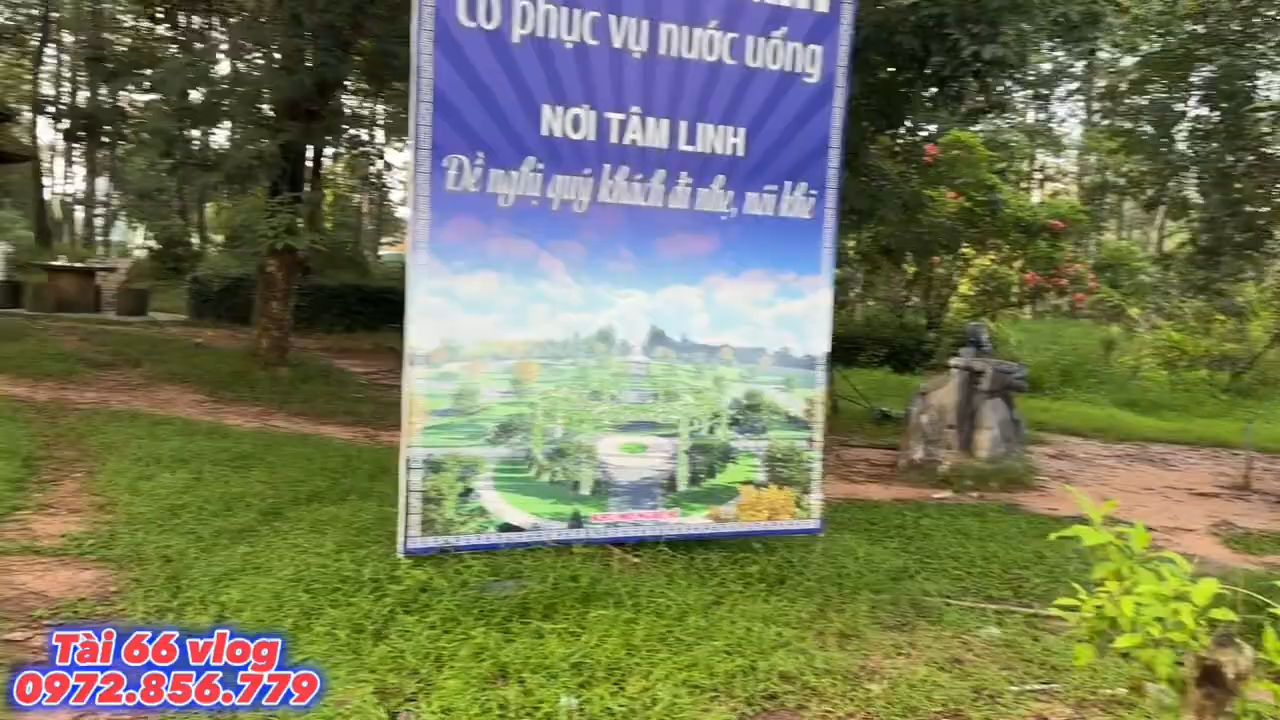 Có phục vụ nước uống
NƠI TÂM LINH
Đề nghị quý khách đi nhẹ, nói khẽ
Tài 66 vlog
0972.856.779